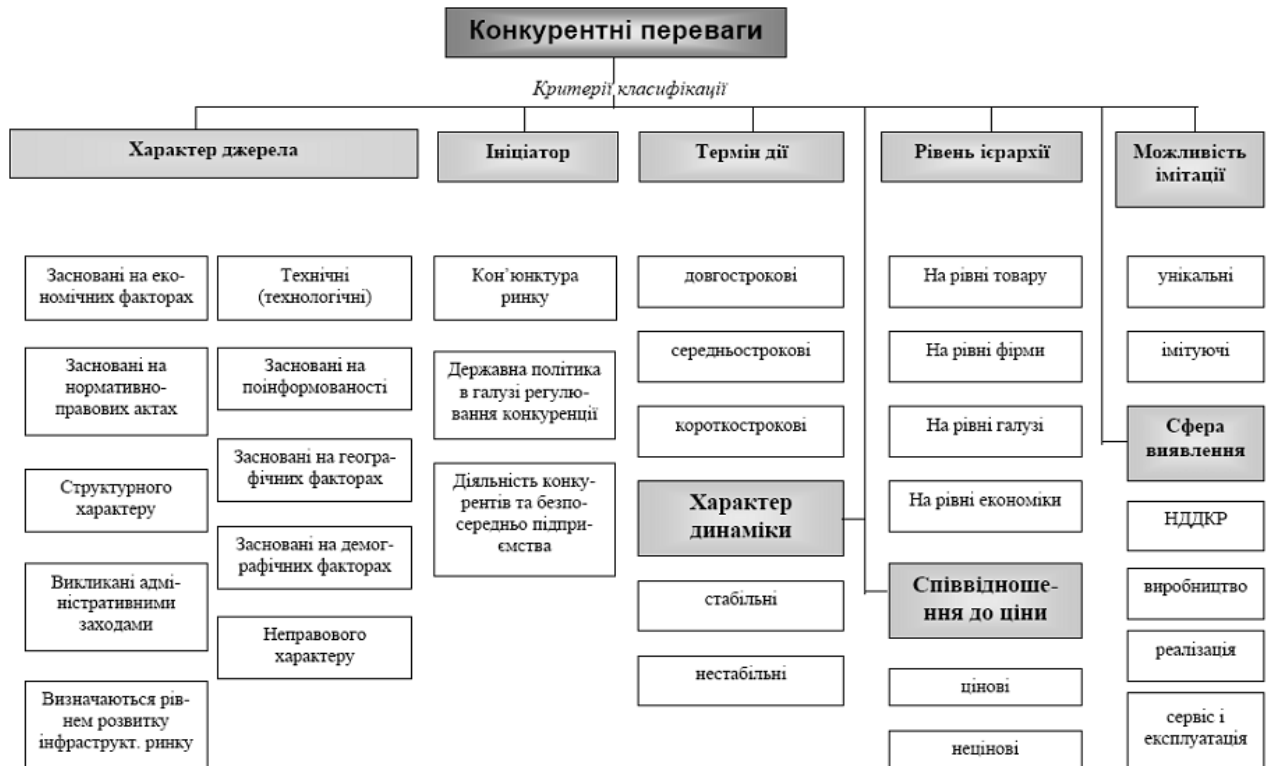 Конкурентні переваги
Критерії класифікації
Характер джерела
Засновані на еко-
номічних факторах
Засновані на
нормативно-
правових актах
Структурного
характеру
Викликані адмі-
ністративними
заходами
Визначаються рів-
нем розвитку
інфраструкт. ринку
Технічні
(технологічні)
Засновані на
поінформованості
Засновані на геогра-
фічних факторах
Засновані на демог-
рафічних факторах
Неправового
характеру
Ініціатор
Кон’юнктура
ринку
Державна політика
в галузі регулю-
вання конкуренції
Діяльність конку-
рентів та безпо-
середньо підпри-
ємства
Термін дії
довгострокові
середньострокові
короткострокові
Характер
динаміки
стабільні
нестабільні
Рівень ієрархії
На рівні товару
На рівні фірми
На рівні галузі
На рівні економіки
Співвідноше-
ння до ціни
цінові
нецінові
Можливість
імітації
унікальні
імітуючі
Сфера
виявлення
НДДКР
виробництво
реалізація
сервіс і
експлуатація